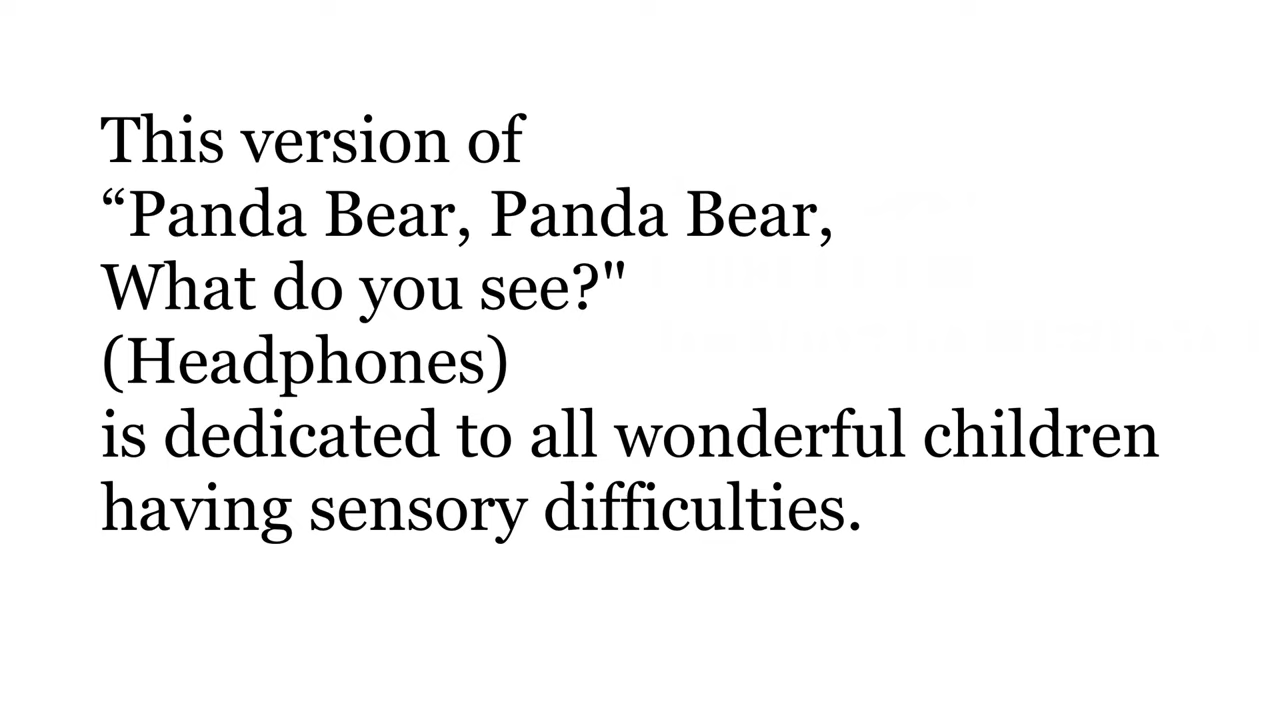 This version of
“Panda Bear, Panda Bear,
What do you see?"
(Headphones)
is dedicated to all wonderful children
having sensory difficulties.